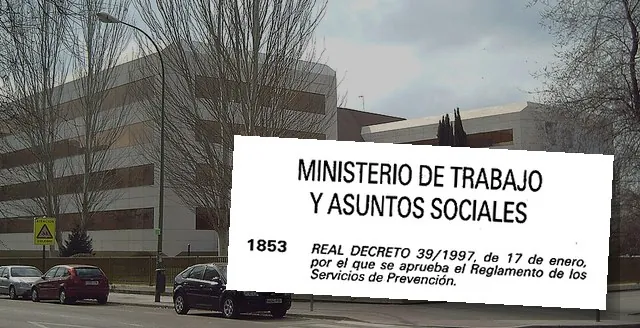 MINISTERIO DE TRABAJO
Y ASUNTOS SOCIALES
1853 REAL DECRETO 39/1997, de 17 de enero,
por el que se aprueba el Reglamento de los
Servicios de Prevención.